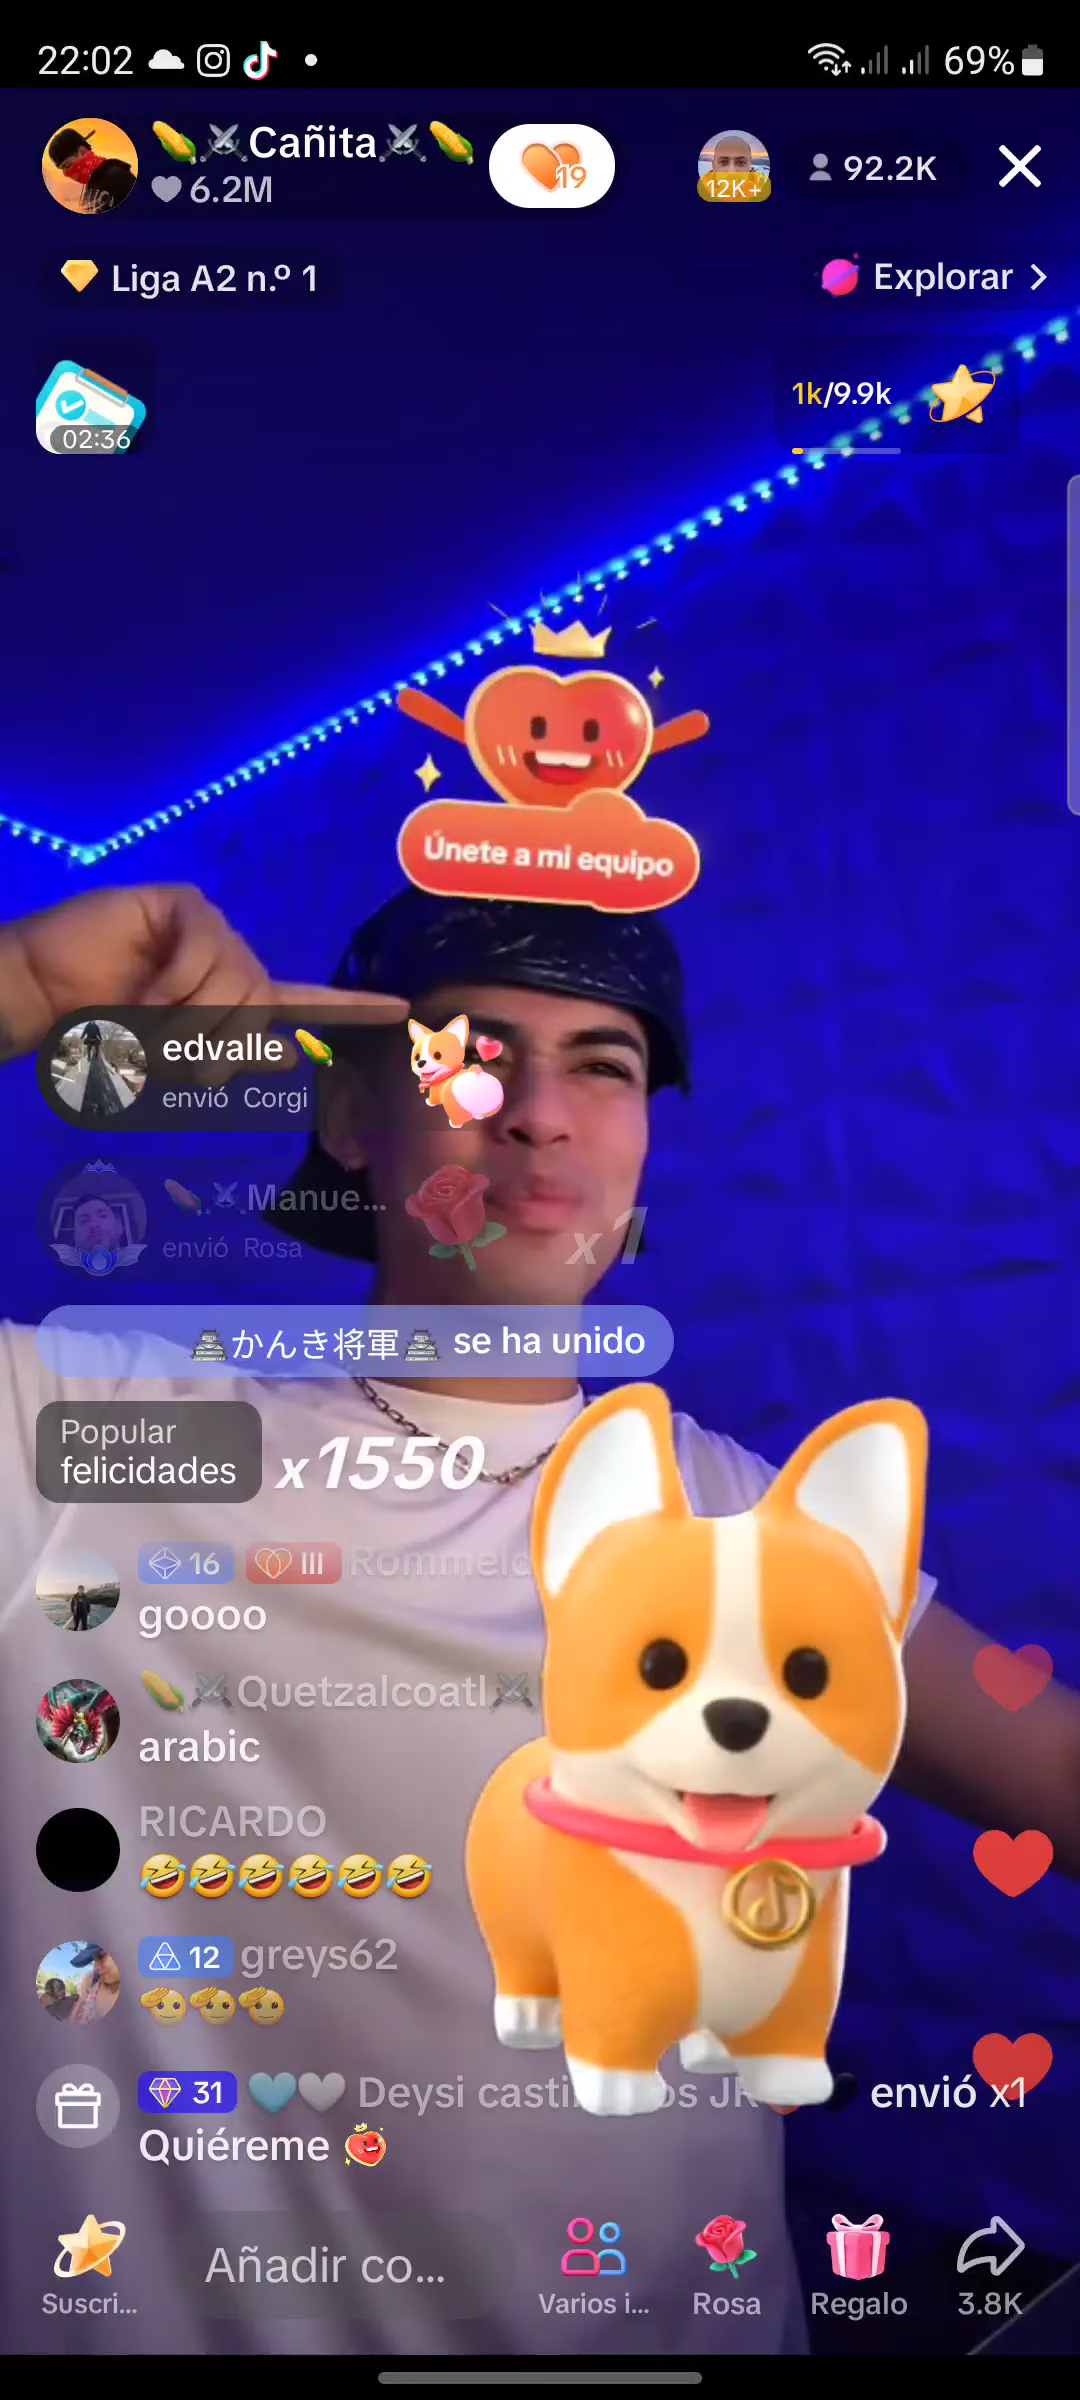 22:02
69%
🌽⚔️Cañita⚔️🌽
6.2M
19
12K+
92.2K
Liga A2 n.º 1
Explorar
02:36
1k/9.9k
Únete a mi equipo
edvalle 🌽
envió Corgi
🌽⚔️Manue...
envió Rosa
x1
🏯かんき将軍🏯 se ha unido
Popular
felicidades
x1550
16 III
goooo
🌽⚔️Quetzalcoatl⚔️
arabic
RICARDO
🤣🤣🤣🤣🤣🤣
12 greys62
🫡🫡🫡
31 🩵🤍 Deysi envió x1
Quiéreme
Suscri...
Añadir co...
Varios i...
Rosa
Regalo
3.8K